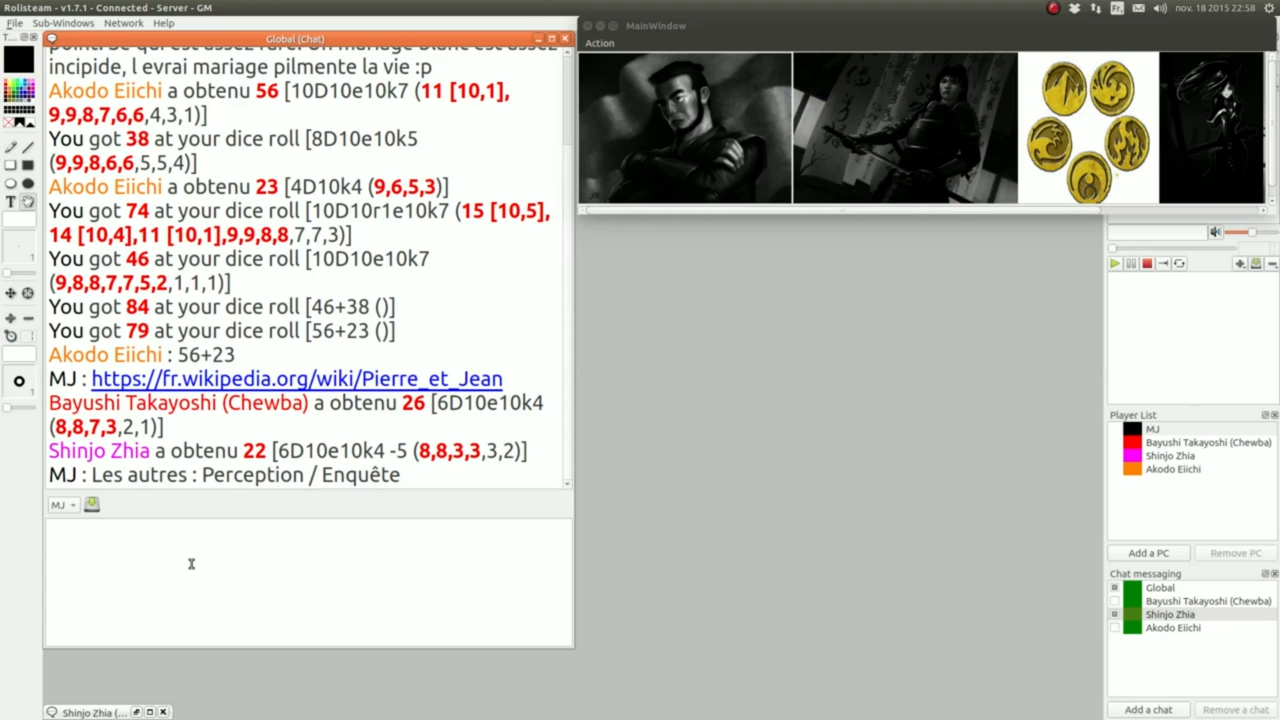 Rolisteam - v1.7.1 - Connected - Server - GM
Fr
nov. 18 2015 22:58
File Sub-Windows Network Help
T...
Global (Chat)
incipide, l evrai mariage pilmente la vie :p
Akodo Eiichi a obtenu 56 [10D10e10k7 (11 [10,1],
9,9,8,7,6,6,4,3,1)]
You got 38 at your dice roll [8D10e10k5
(9,9,8,6,6,5,5,4)]
Akodo Eiichi a obtenu 23 [4D10k4 (9,6,5,3)]
You got 74 at your dice roll [10D10r1e10k7 (15 [10,5],
14 [10,4],11 [10,1],9,9,8,8,7,7,3)]
You got 46 at your dice roll [10D10e10k7
(9,8,8,7,7,5,2,1,1,1)]
You got 84 at your dice roll [46+38 ()]
You got 79 at your dice roll [56+23 ()]
Akodo Eiichi : 56+23
MJ : https://fr.wikipedia.org/wiki/Pierre_et_Jean
Bayushi Takayoshi (Chewba) a obtenu 26 [6D10e10k4
(8,8,7,3,2,1)]
Shinjo Zhia a obtenu 22 [6D10e10k4 -5 (8,8,3,3,3,2)]
MJ : Les autres : Perception / Enquête
MJ
T
1
1
Shinjo Zhia (...
MainWindow
Action
Player List
MJ
Bayushi Takayoshi (Chewba)
Shinjo Zhia
Akodo Eiichi
Add a PC Remove PC
Chat messaging
Global
Bayushi Takayoshi (Chewba)
Shinjo Zhia
Akodo Eiichi
Add a chat Remove a chat